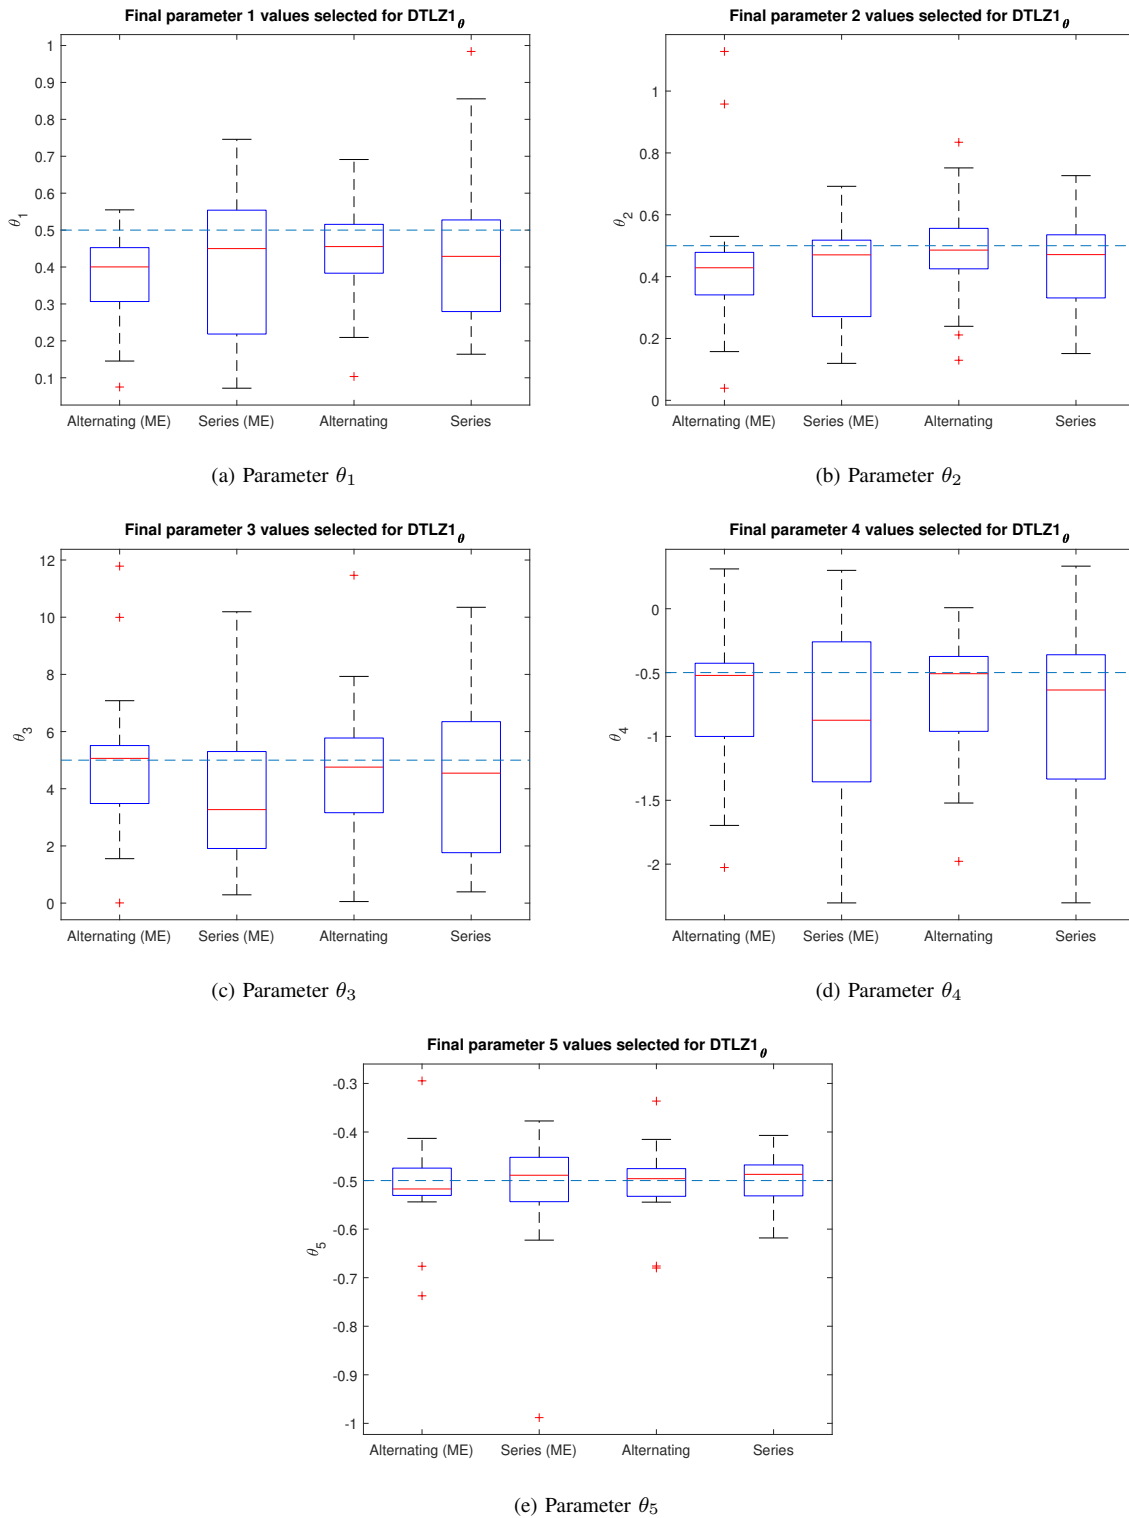 Final parameter 1 values selected for DTLZ1θ
1
0.9
0.8
0.7
0.6
0.5
0.4
0.3
0.2
0.1
θ1
Alternating (ME) Series (ME) Alternating Series
(a) Parameter θ1
Final parameter 2 values selected for DTLZ1θ
1
0.8
0.6
0.4
0.2
0
θ2
Alternating (ME) Series (ME) Alternating Series
(b) Parameter θ2
Final parameter 3 values selected for DTLZ1θ
12
10
8
6
4
2
0
θ3
Alternating (ME) Series (ME) Alternating Series
(c) Parameter θ3
Final parameter 4 values selected for DTLZ1θ
0
-0.5
-1
-1.5
-2
θ4
Alternating (ME) Series (ME) Alternating Series
(d) Parameter θ4
Final parameter 5 values selected for DTLZ1θ
-0.3
-0.4
-0.5
-0.6
-0.7
-0.8
-0.9
-1
θ5
Alternating (ME) Series (ME) Alternating Series
(e) Parameter θ5